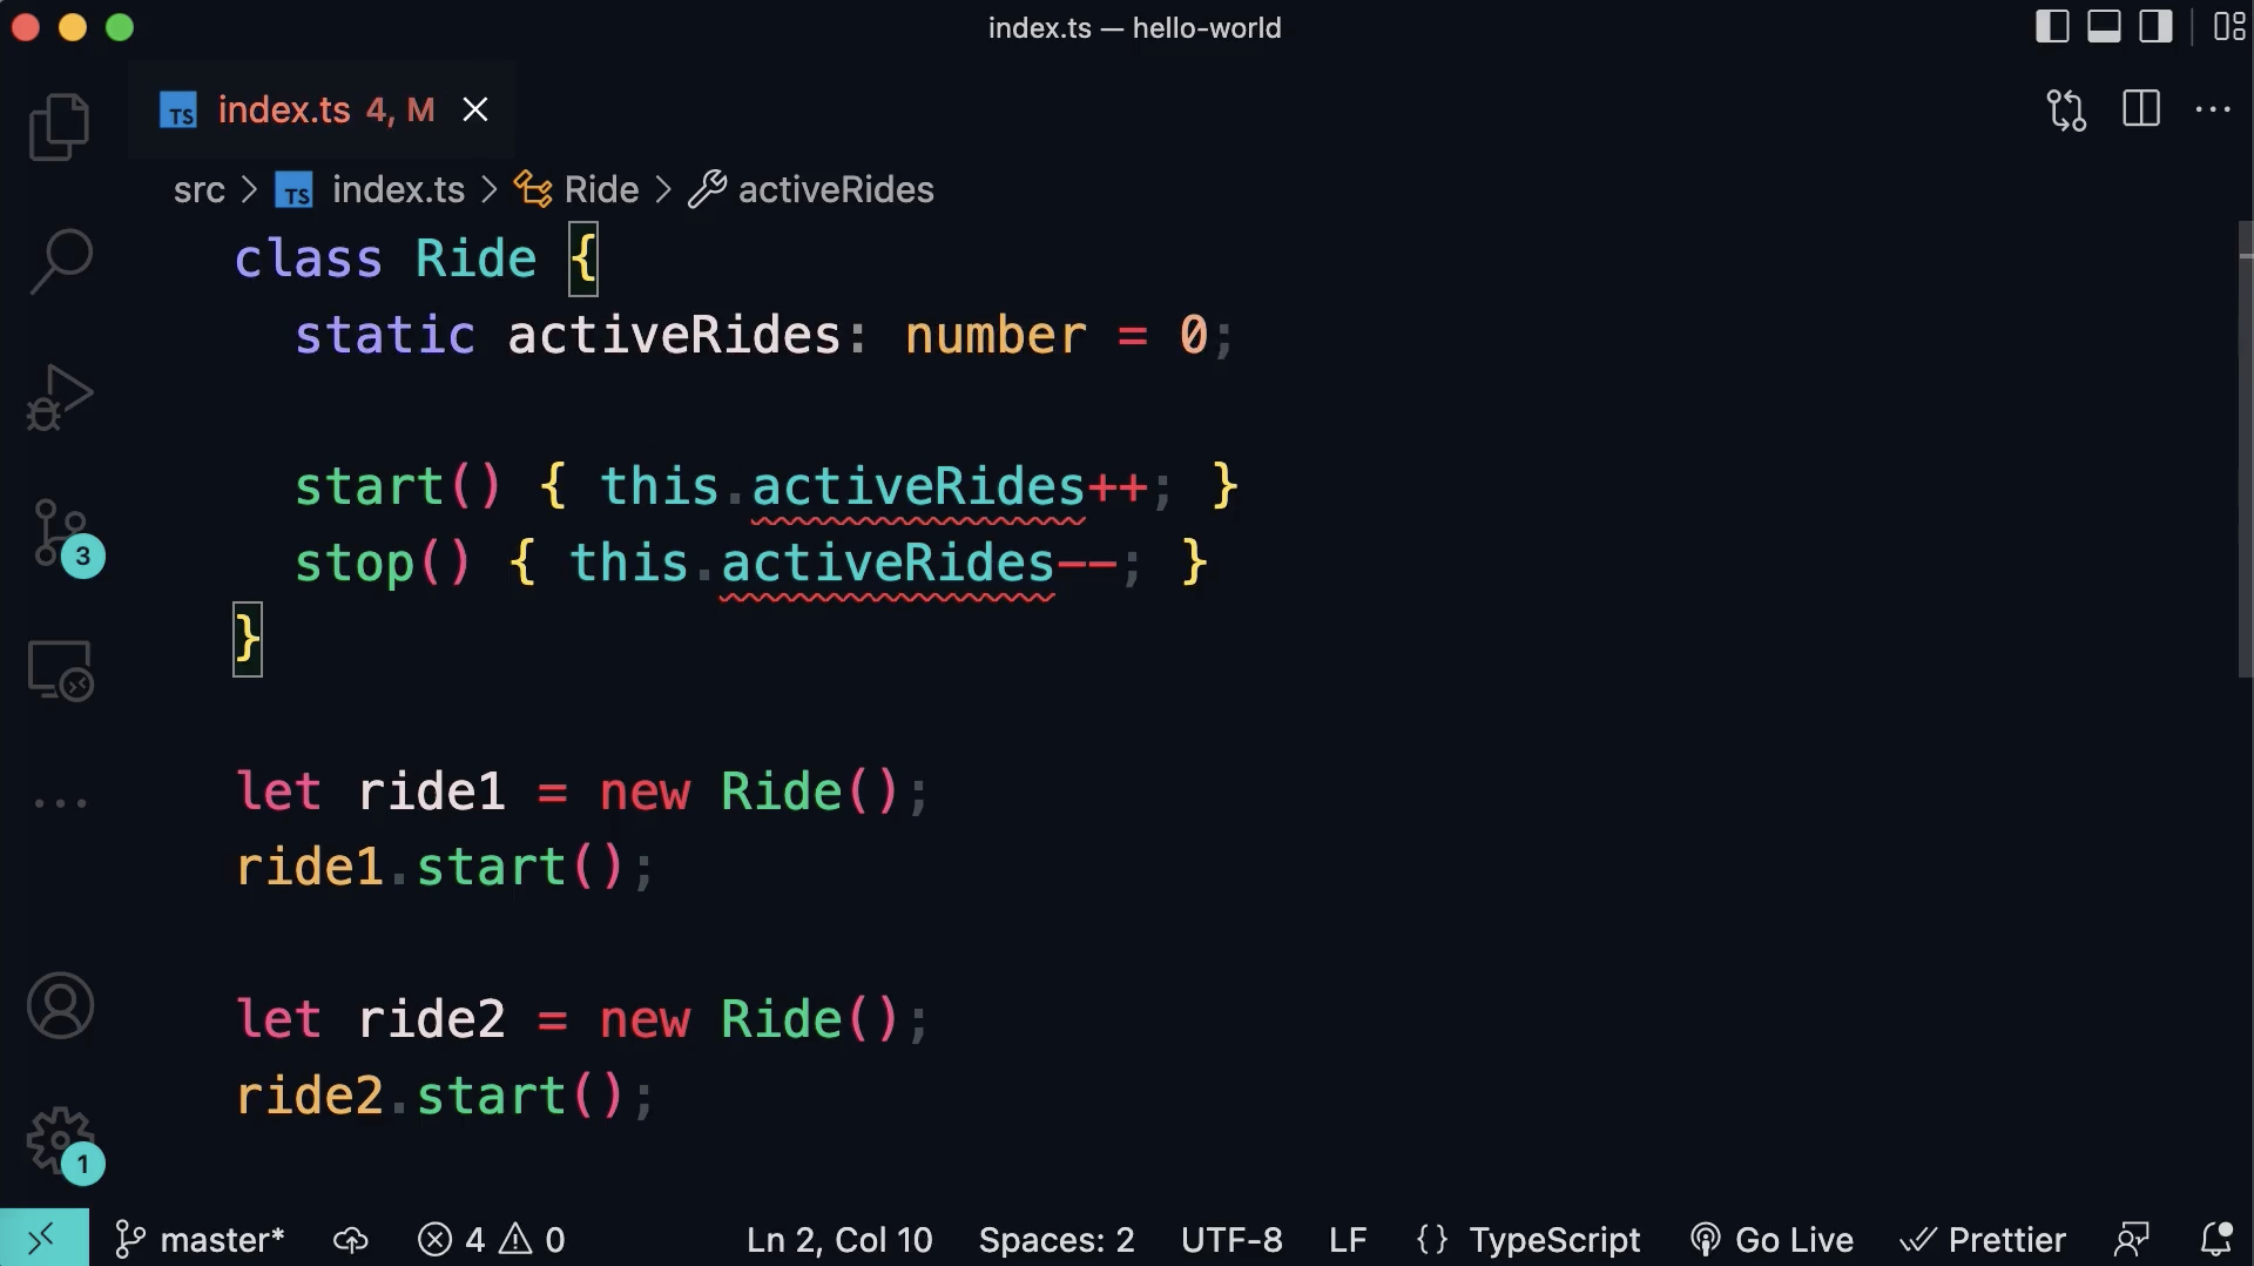 index.ts — hello-world
TS index.ts 4, M
src > TS index.ts > Ride > activeRides
class Ride {
static activeRides: number = 0;
start() { this.activeRides++; }
stop() { this.activeRides--; }
}
let ride1 = new Ride();
ride1.start();
let ride2 = new Ride();
ride2.start();
3
1
master* 4 0 Ln 2, Col 10 Spaces: 2 UTF-8 LF {} TypeScript Go Live Prettier